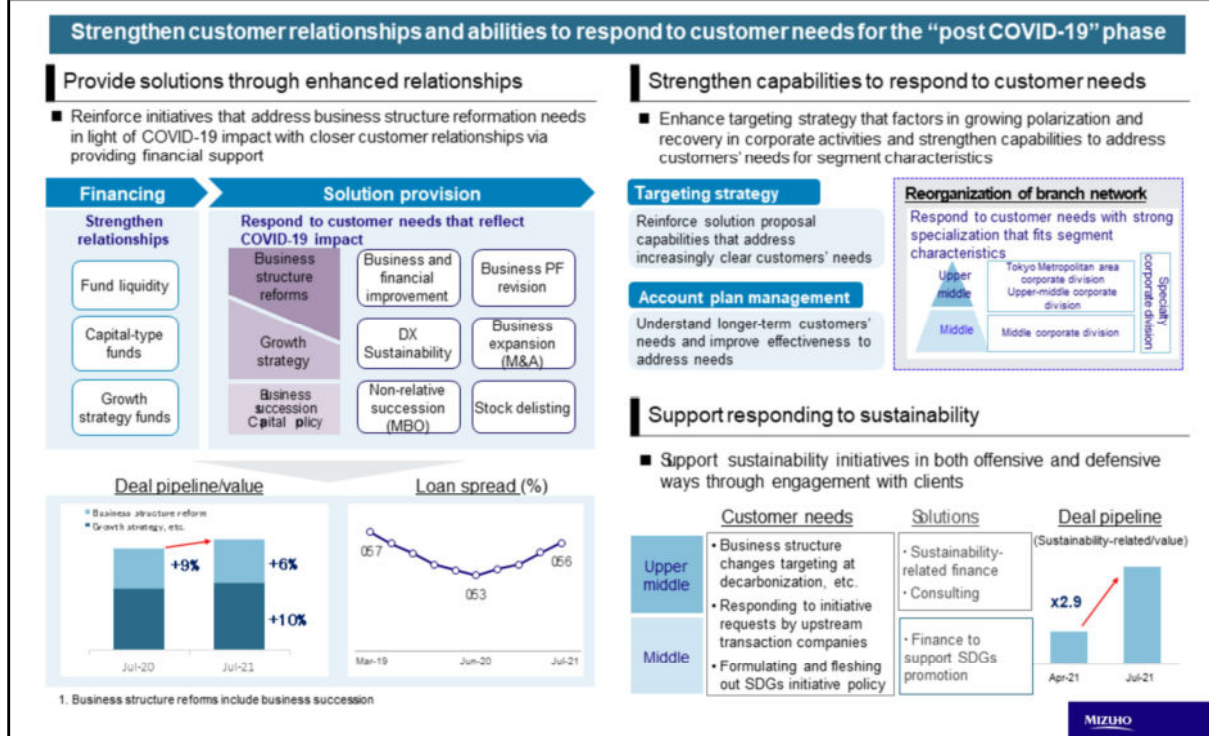 Strengthen customer relationships and abilities to respond to customer needs for the “post COVID-19” phase
Provide solutions through enhanced relationships
■ Reinforce initiatives that address business structure reformation needs
in light of COVID-19 impact with closer customer relationships via
providing financial support
Financing
Solution provision
Strengthen
relationships
Fund liquidity
Capital-type
funds
Growth
strategy funds
Respond to customer needs that reflect
COVID-19 impact
Business
structure
reforms
Growth
strategy
Business
succession
Capital policy
Business and
financial
improvement
Business PF
revision
DX
Sustainability
Business
expansion
(M&A)
Non-relative
succession
(MBO)
Stock delisting
Deal pipeline/value
Business structure reform
Growth strategy, etc.
+9%
+6%
+10%
Jul-20
Jul-21
Loan spread (%)
057
053
056
Mar-19
Jun-20
Jul-21
1. Business structure reforms include business succession
Strengthen capabilities to respond to customer needs
■ Enhance targeting strategy that factors in growing polarization and
recovery in corporate activities and strengthen capabilities to address
customers’ needs for segment characteristics
Targeting strategy
Reinforce solution proposal
capabilities that address
increasingly clear customers’ needs
Account plan management
Understand longer-term customers’
needs and improve effectiveness to
address needs
Reorganization of branch network
Respond to customer needs with strong
specialization that fits segment
characteristics
Upper
middle
Middle
Tokyo Metropolitan area
corporate division
Upper-middle corporate
division
Middle corporate division
Specialty
corporate division
Support responding to sustainability
■ Support sustainability initiatives in both offensive and defensive
ways through engagement with clients
Customer needs
Solutions
Deal pipeline
(Sustainability-related/value)
Upper
middle
Middle
• Business structure
changes targeting at
decarbonization, etc.
• Responding to initiative
requests by upstream
transaction companies
• Formulating and fleshing
out SDGs initiative policy
• Sustainability-
related finance
• Consulting
• Finance to
support SDGs
promotion
x2.9
Apr-21
Jul-21
MIZUHO